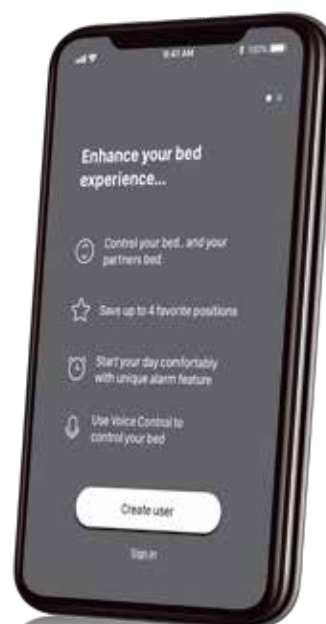 9:41 AM 100%
Enhance your bed
experience...
Control your bed.. and your
partners bed
Save up to 4 favorite positions
Start your day comfortably
with unique alarm feature
Use Voice Control to
control your bed
Create user
Sign in